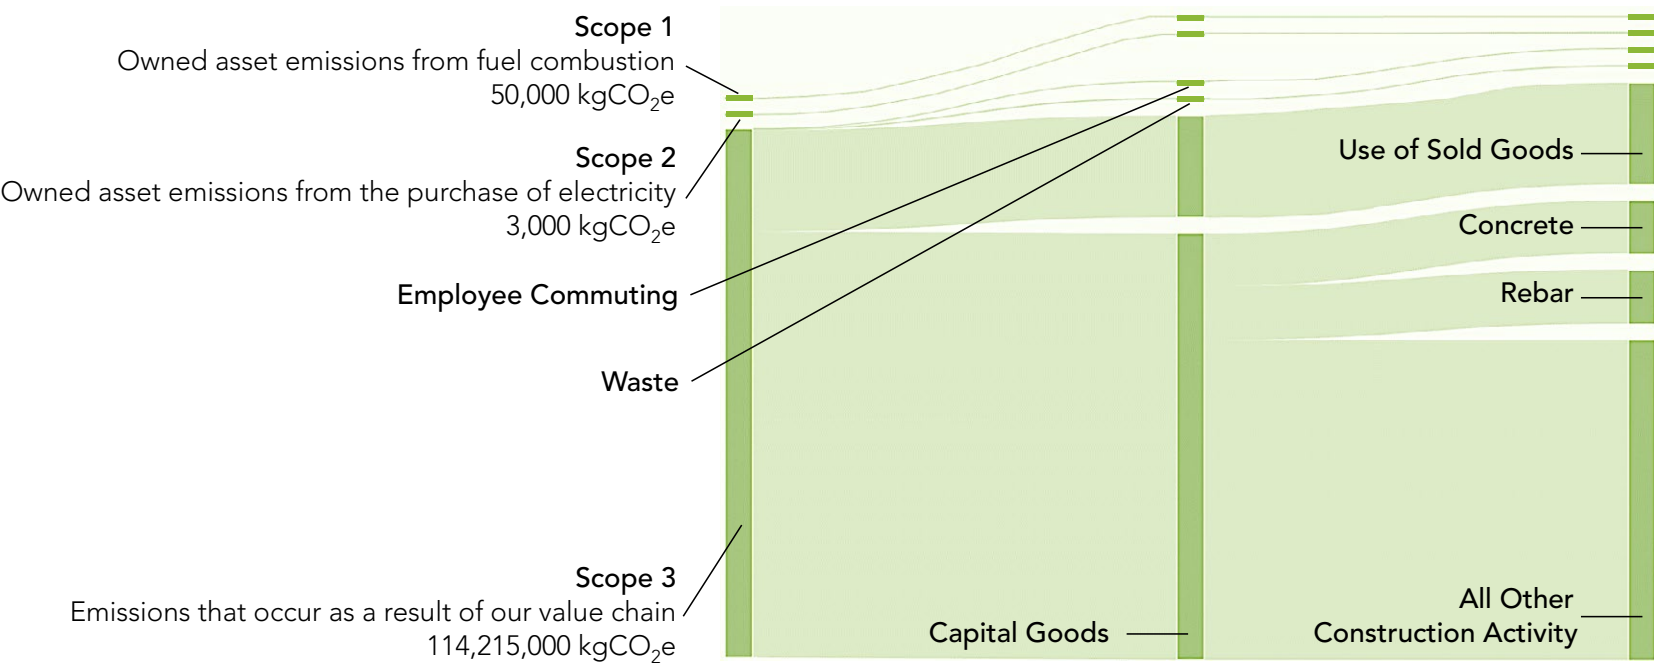 Scope 1
Owned asset emissions from fuel combustion
50,000 kgCO₂e
Scope 2
Owned asset emissions from the purchase of electricity
3,000 kgCO₂e
Employee Commuting
Waste
Scope 3
Emissions that occur as a result of our value chain
114,215,000 kgCO₂e
Capital Goods
Use of Sold Goods
Concrete
Rebar
All Other
Construction Activity